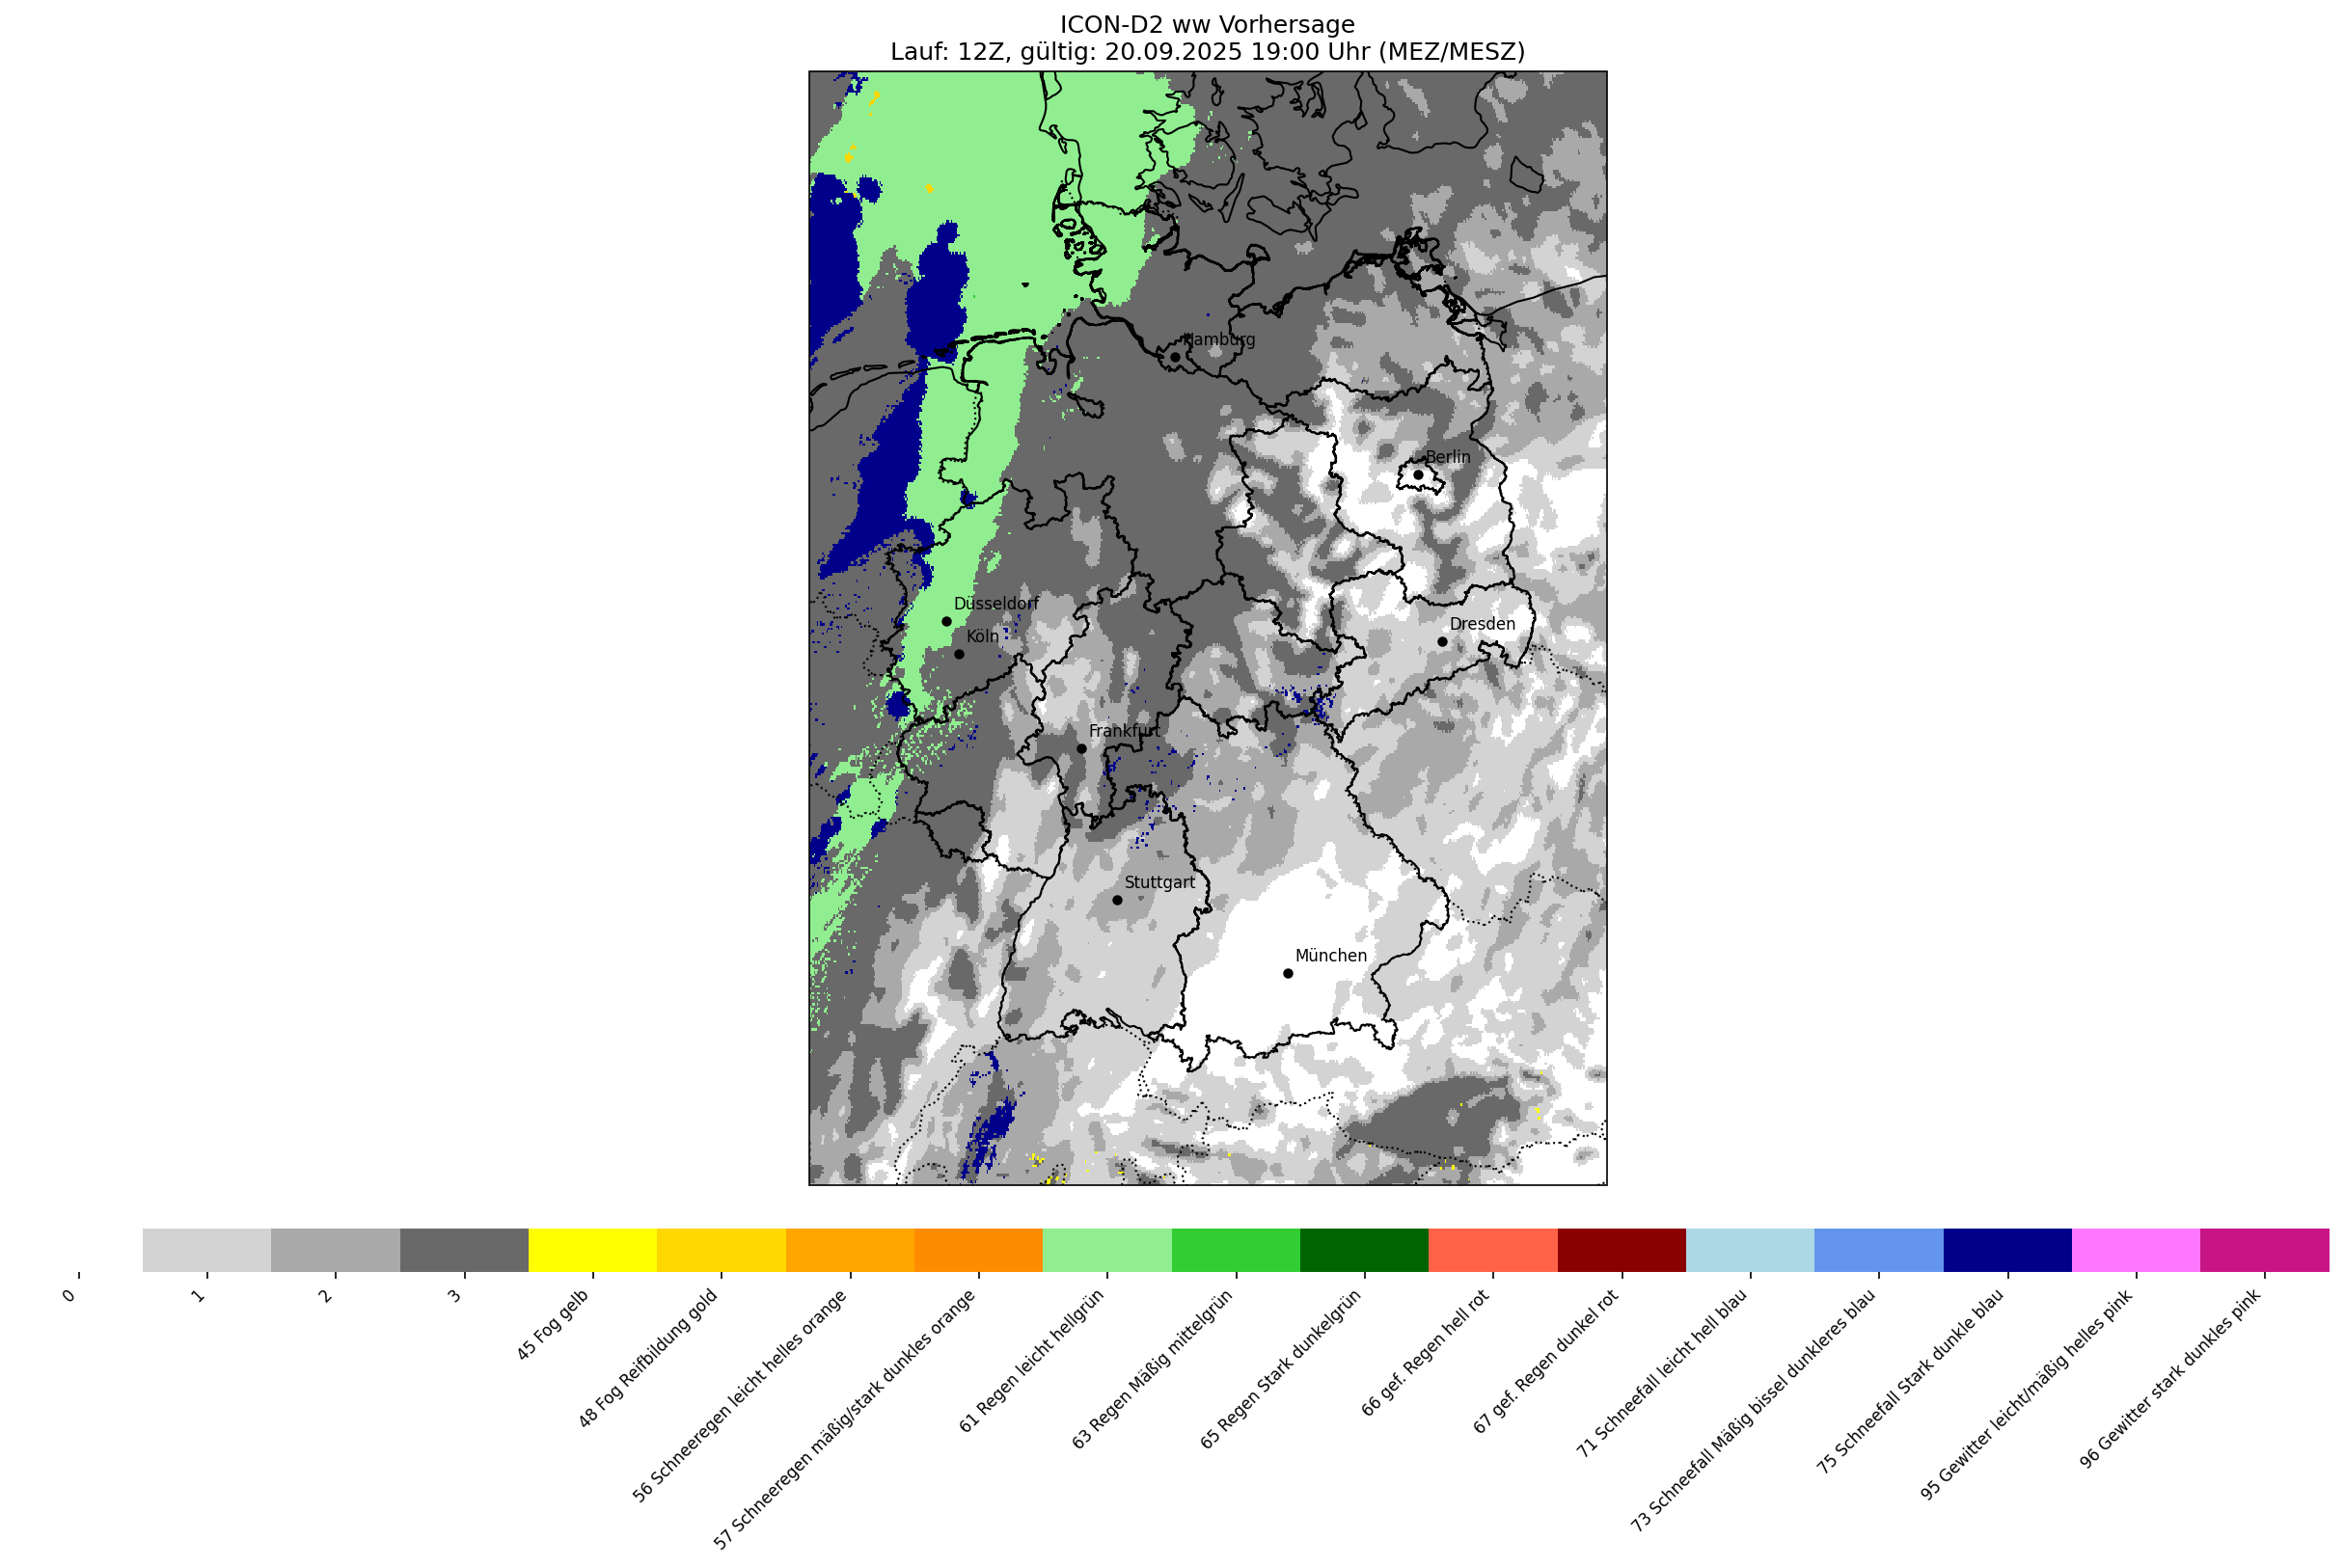 ICON-D2 ww Vorhersage
Lauf: 12Z, gültig: 20.09.2025 19:00 Uhr (MEZ/MESZ)
Hamburg
Berlin
Düsseldorf
Köln
Dresden
Frankfurt
Stuttgart
München
0
1
2
3
45 Fog gelb
48 Fog Reifbildung gold
56 Schneeregen leicht helles orange
57 Schneeregen mäßig/stark dunkles orange
61 Regen leicht hellgrün
63 Regen Mäßig mittelgrün
65 Regen Stark dunkelgrün
66 gef. Regen hell rot
67 gef. Regen dunkel rot
71 Schneefall leicht hell blau
73 Schneefall Mäßig bissel dunkleres blau
75 Schneefall Stark dunkle blau
95 Gewitter leicht/mäßig helles pink
96 Gewitter stark dunkles pink